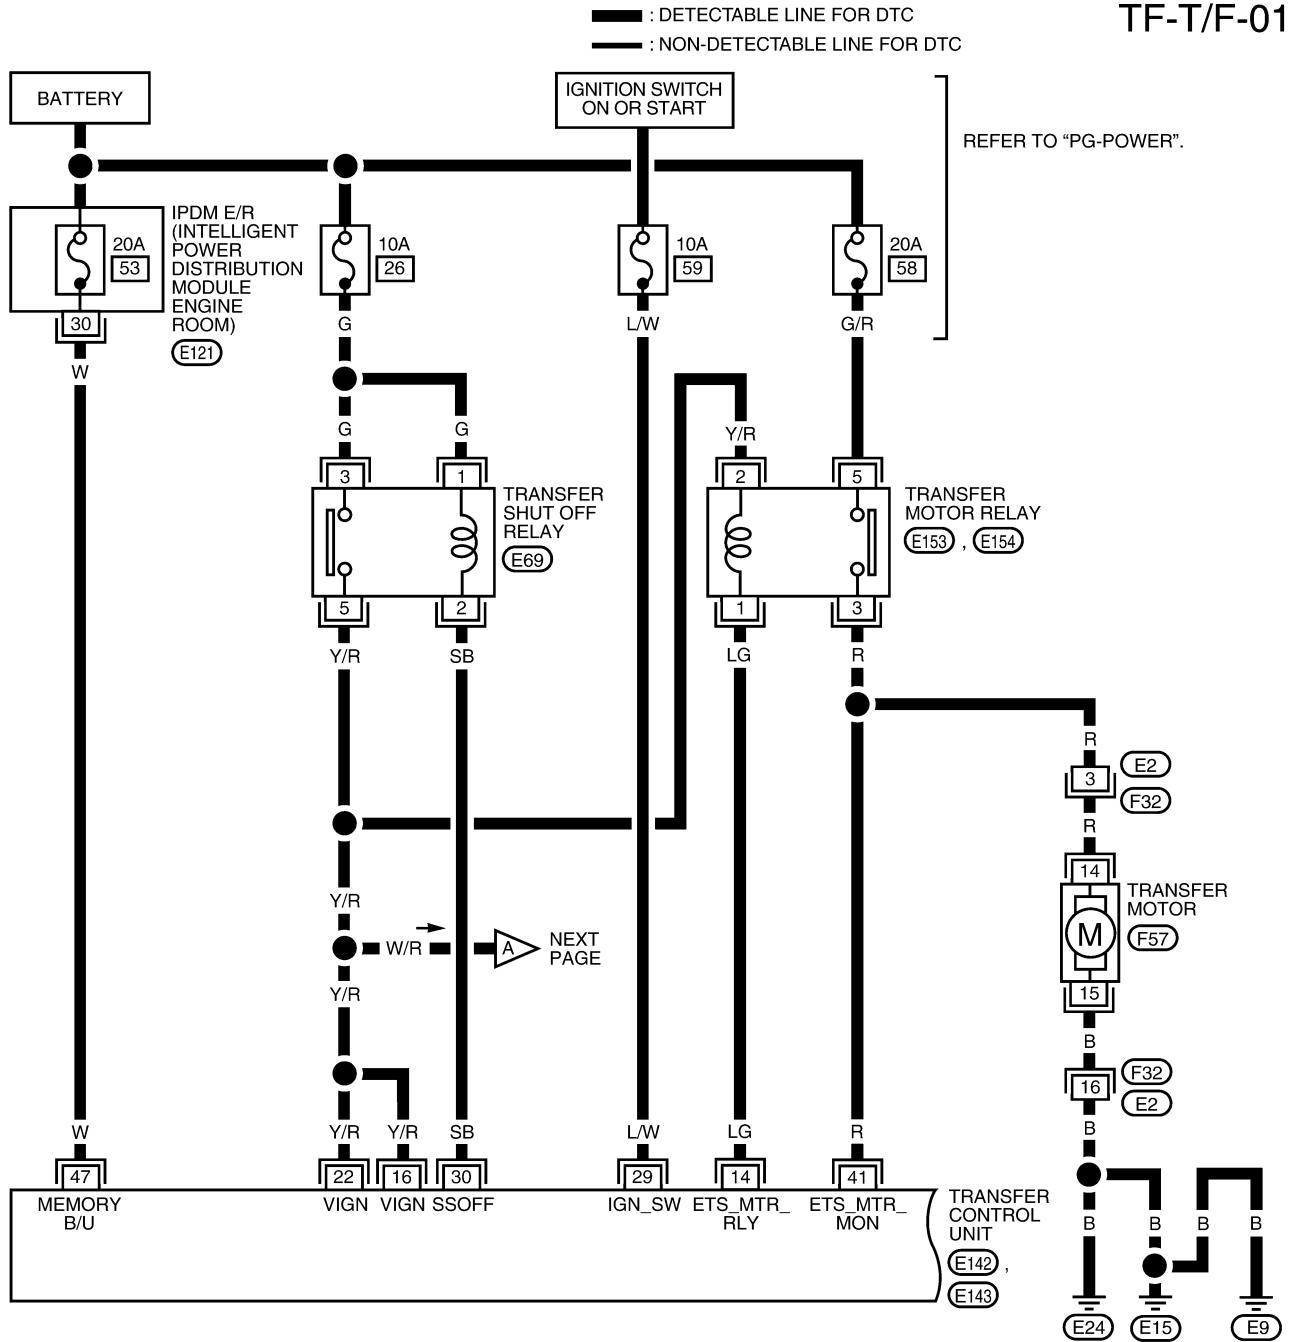 TF-T/F-01
: DETECTABLE LINE FOR DTC
: NON-DETECTABLE LINE FOR DTC
BATTERY
IGNITION SWITCH
ON OR START
REFER TO “PG-POWER”.
IPDM E/R
(INTELLIGENT
POWER
DISTRIBUTION
MODULE
ENGINE
ROOM)
E121
20A
53
10A
26
10A
59
20A
58
30
G
L/W
G/R
W
G
G
Y/R
3
1
2
5
TRANSFER
SHUT OFF
RELAY
E69
TRANSFER
MOTOR RELAY
E153 , E154
5
2
1
3
Y/R
SB
LG
R
R
3
E2
F32
R
14
TRANSFER
MOTOR
M
F57
15
Y/R
W/R
A
NEXT
PAGE
Y/R
B
16
F32
E2
B
W
Y/R
Y/R
SB
L/W
LG
R
47
22
16
30
29
14
41
MEMORY
B/U
VIGN
VIGN
SSOFF
IGN_SW
ETS_MTR_
RLY
ETS_MTR_
MON
TRANSFER
CONTROL
UNIT
E142 ,
E143
B
B
B
B
E24
E15
E9